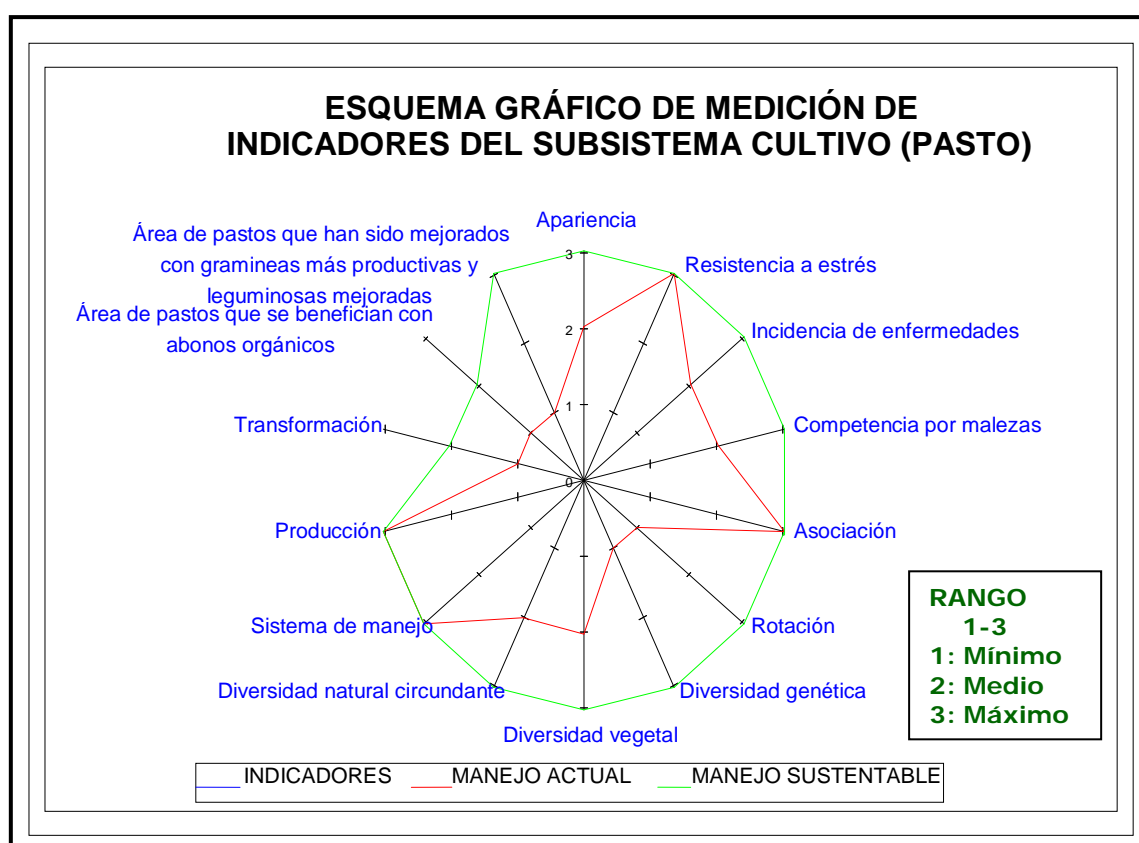 ESQUEMA GRÁFICO DE MEDICIÓN DE
INDICADORES DEL SUBSISTEMA CULTIVO (PASTO)
Apariencia
Área de pastos que han sido mejorados
con gramineas más productivas y
leguminosas mejoradas
Resistencia a estrés
Área de pastos que se benefician con
abonos orgánicos
Incidencia de enfermedades
Transformación
Competencia por malezas
Producción
Asociación
Sistema de manejo
Rotación
Diversidad natural circundante
Diversidad genética
Diversidad vegetal
3
2
1
0
RANGO
1-3
1: Mínimo
2: Medio
3: Máximo
INDICADORES MANEJO ACTUAL MANEJO SUSTENTABLE